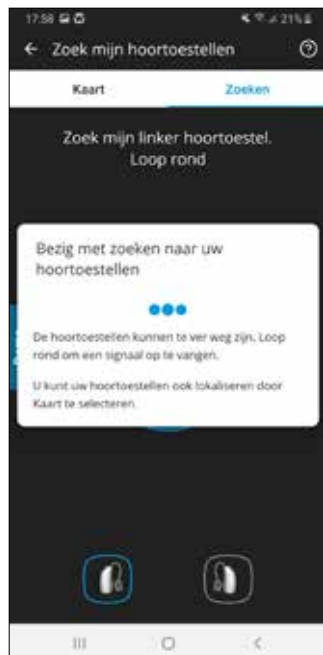 17:58 21%
Zoek mijn hoortoestellen
Kaart Zoeken
Zoek mijn linker hoortoestel.
Loop rond
Bezig met zoeken naar uw
hoortoestellen
De hoortoestellen kunnen te ver weg zijn. Loop
rond om een signaal op te vangen.
U kunt uw hoortoestellen ook lokaliseren door
Kaart te selecteren.